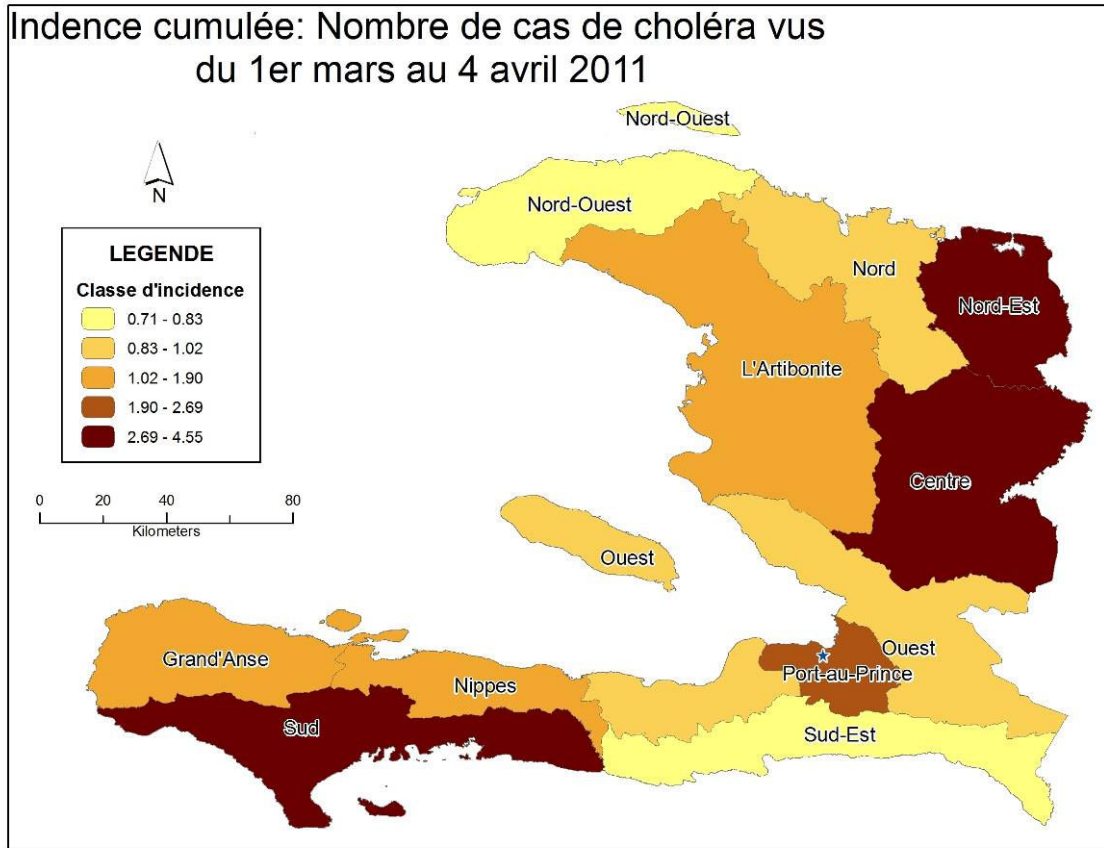 Indence cumulée: Nombre de cas de choléra vus
du 1er mars au 4 avril 2011
Nord-Ouest
N
Nord-Ouest
LEGENDE
Classe d'incidence
0.71 - 0.83
0.83 - 1.02
1.02 - 1.90
1.90 - 2.69
2.69 - 4.55
Nord
Nord-Est
L'Artibonite
Centre
0 20 40 80
Kilometers
Ouest
Grand'Anse
Nippes
Ouest
Port-au-Prince
Sud
Sud-Est